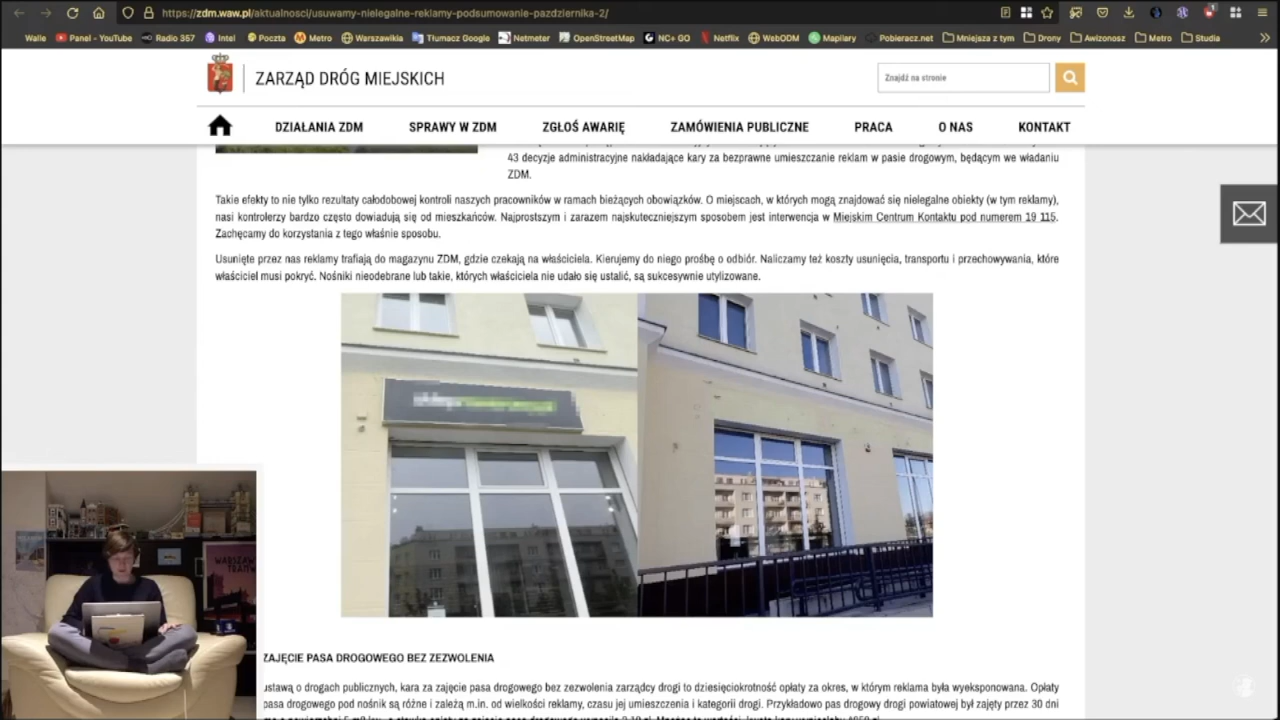 https://zdm.waw.pl/aktualnosci/usuwamy-nielegalne-reklamy-podsumowanie-pazdziernika-2/
Walle Panel - YouTube Radio 357 Intel Poczta Metro Warszawikia Tłumacz Google Netmeter OpenStreetMap NC+ GO Netflix WebODM Mapilary Pobieracz.net Mniejsza z tym Drony Awizonosz Metro Studia
ZARZĄD DRÓG MIEJSKICH
Znajdź na stronie
DZIAŁANIA ZDM SPRAWY W ZDM ZGŁOŚ AWARIĘ ZAMÓWIENIA PUBLICZNE PRACA O NAS KONTAKT
43 decyzje administracyjne nakładające kary za bezprawne umieszczanie reklam w pasie drogowym, będącym we władaniu
ZDM.
Takie efekty to nie tylko rezultaty całodobowej kontroli naszych pracowników w ramach bieżących obowiązków. O miejscach, w których mogą znajdować się nielegalne obiekty (w tym reklamy),
nasi kontrolerzy bardzo często dowiadują się od mieszkańców. Najprostszym i zarazem najskuteczniejszym sposobem jest interwencja w Miejskim Centrum Kontaktu pod numerem 19 115.
Zachęcamy do korzystania z tego właśnie sposobu.
Usunięte przez nas reklamy trafiają do magazynu ZDM, gdzie czekają na właściciela. Kierujemy do niego prośbę o odbiór. Naliczamy też koszty usunięcia, transportu i przechowywania, które
właściciel musi pokryć. Nośniki nieodebrane lub takie, których właściciela nie udało się ustalić, są sukcesywnie utylizowane.
WARSZAW
TRAMW
ZAJĘCIE PASA DROGOWEGO BEZ ZEZWOLENIA
ustawą o drogach publicznych, kara za zajęcie pasa drogowego bez zezwolenia zarządcy drogi to dziesięciokrotność opłaty za okres, w którym reklama była wyeksponowana. Opłaty
pasa drogowego pod nośnik są różne i zależą m.in. od wielkości reklamy, czasu jej umieszczenia i kategorii drogi. Przykładowo pas drogowy drogi powiatowej był zajęty przez 30 dni